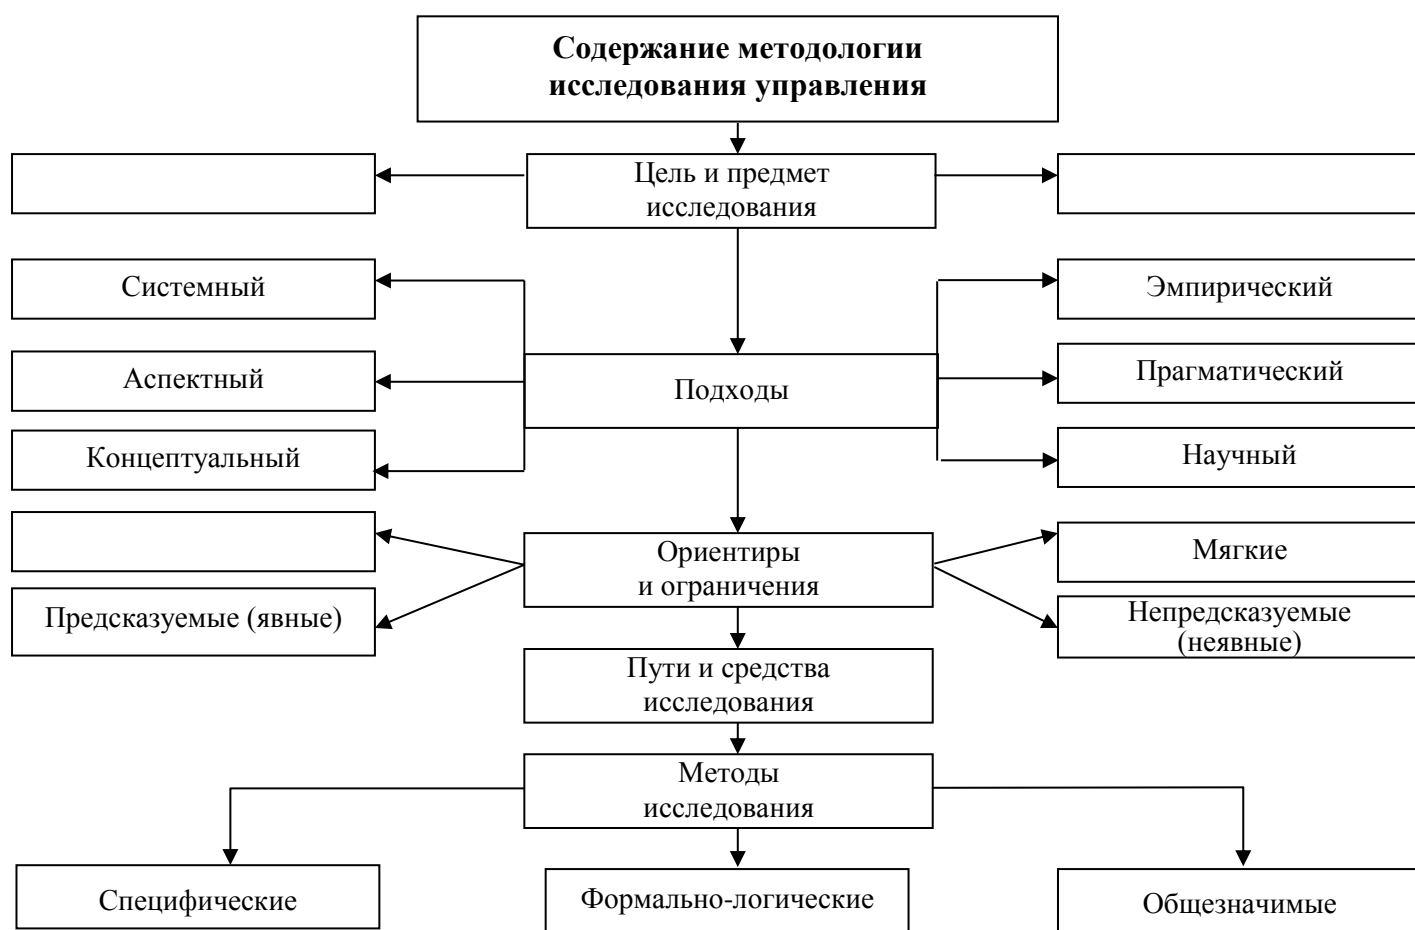 Содержание методологии
исследования управления
Цель и предмет
исследования
Системный
Эмпирический
Аспектный
Подходы
Прагматический
Концептуальный
Научный
Ориентиры
и ограничения
Мягкие
Предсказуемые (явные)
Непредсказуемые
(неявные)
Пути и средства
исследования
Методы
исследования
Специфические
Формально-логические
Общезначимые